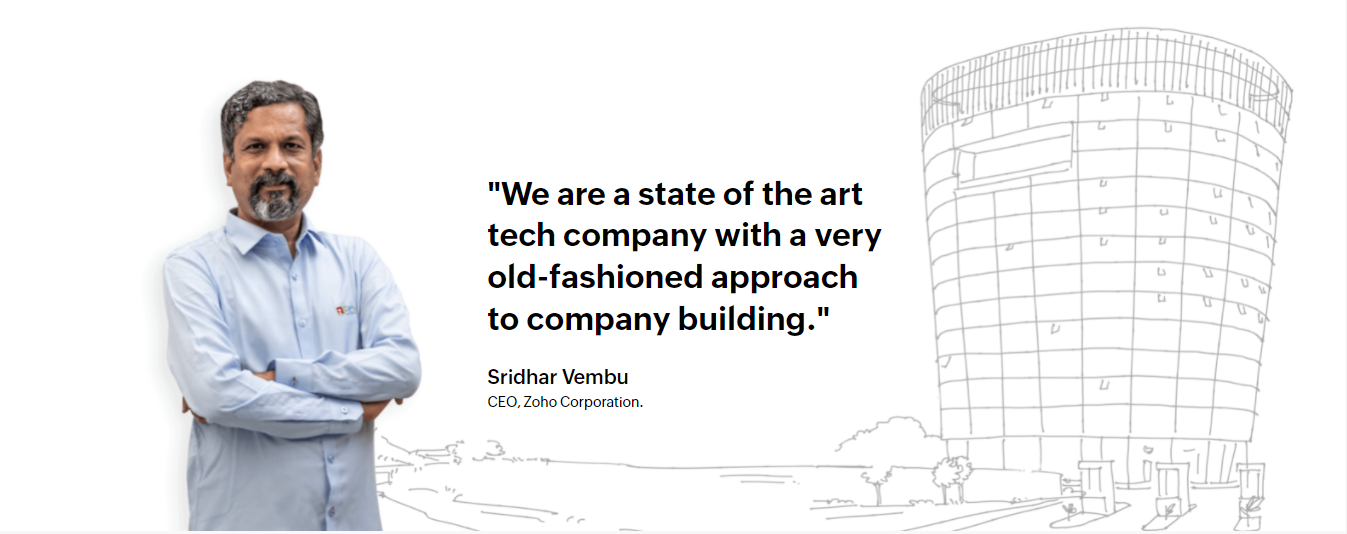 "We are a state of the art
tech company with a very
old-fashioned approach
to company building."
Sridhar Vembu
CEO, Zoho Corporation.